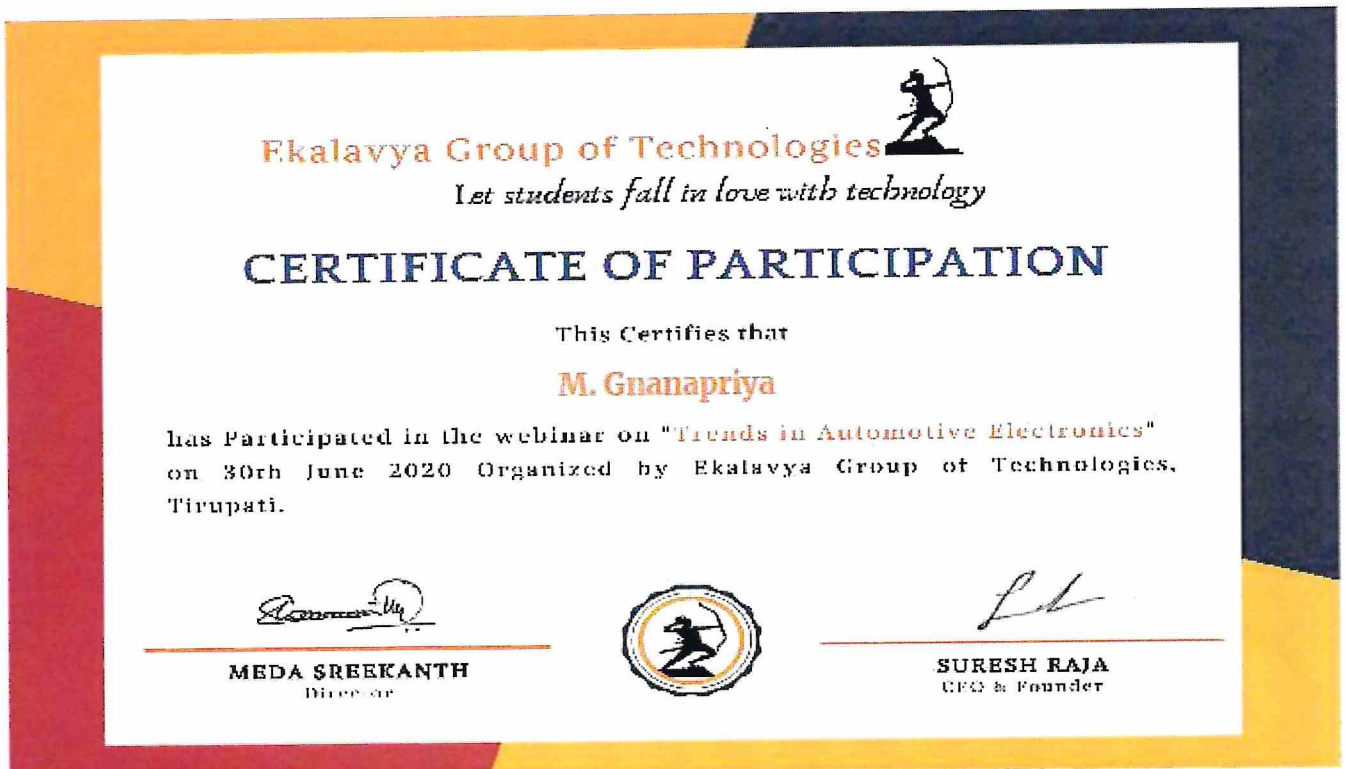 Ekalavya Group of Technologies
Let students fall in love with technology
CERTIFICATE OF PARTICIPATION
This Certifies that
M. Gnanapriya
has Participated in the webinar on "Trends in Automotive Electronics"
on 30th June 2020 Organized by Ekalavya Group of Technologies,
Tirupati.
MEDA SREEKANTH
Director
SURESH RAJA
CEO & Founder